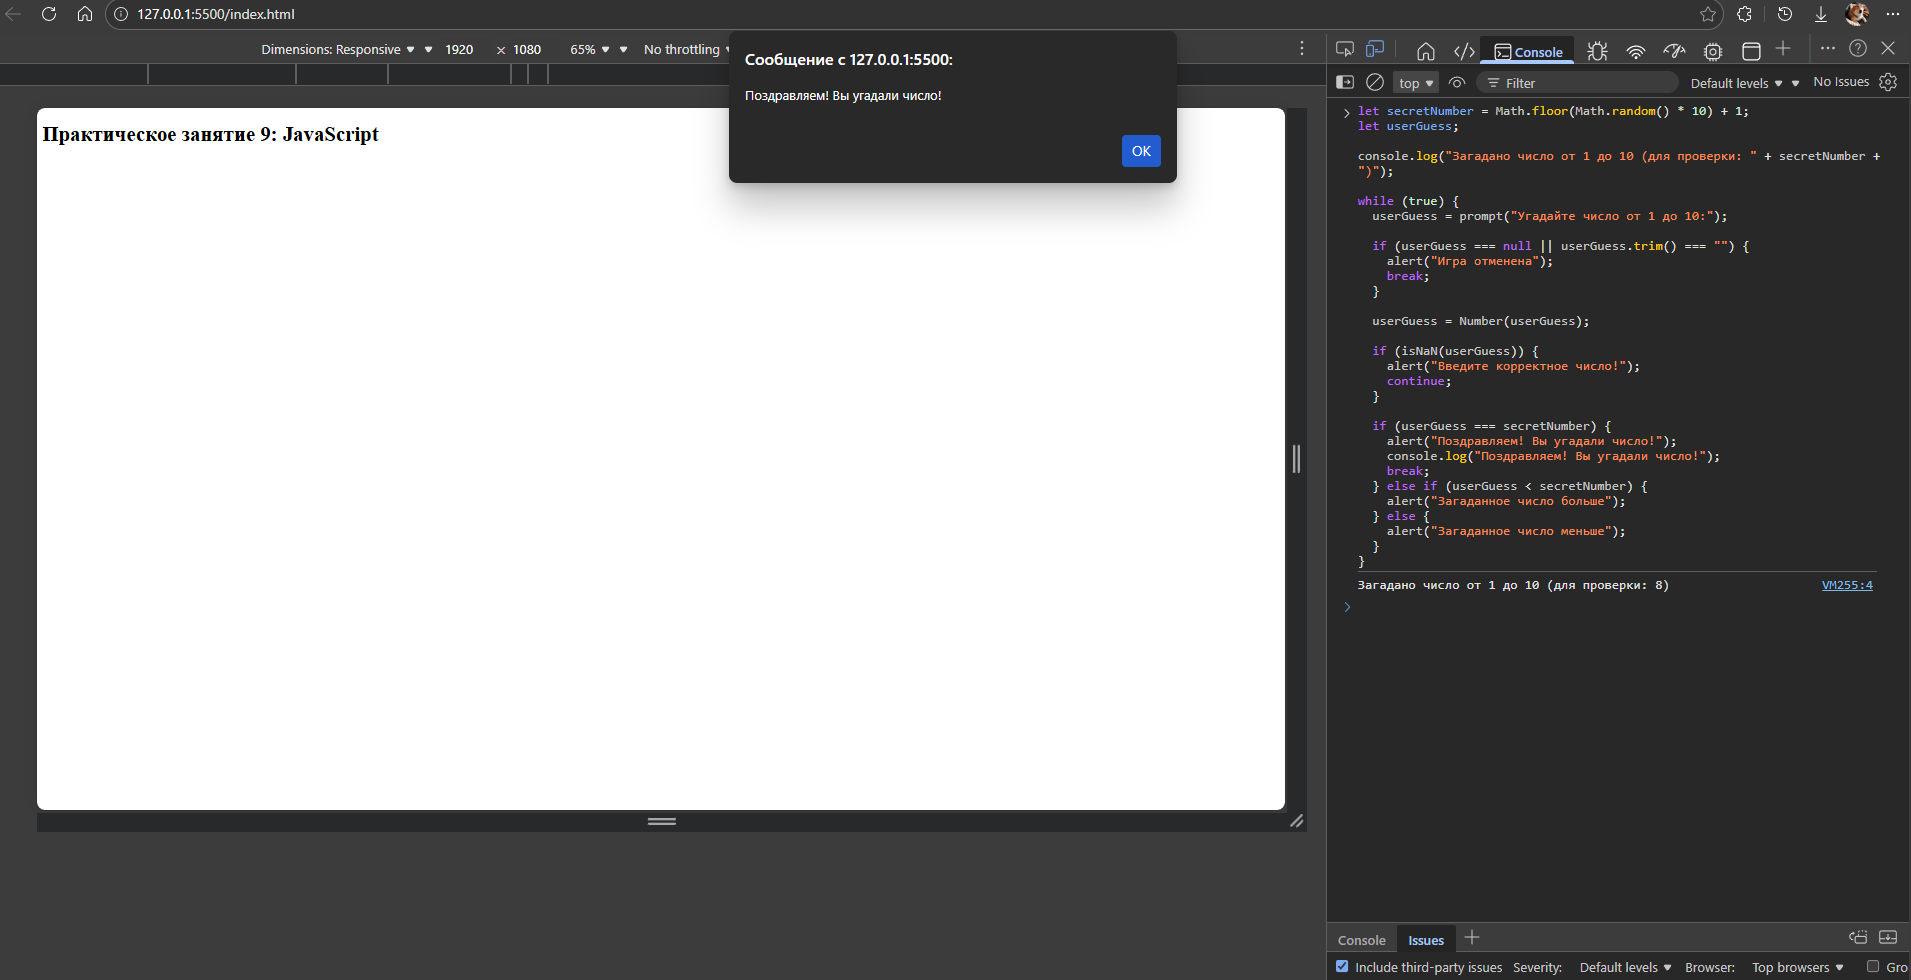 127.0.0.1:5500/index.html
Dimensions: Responsive 1920 × 1080 65% No throttling
Сообщение с 127.0.0.1:5500:
Поздравляем! Вы угадали число!
OK
Практическое занятие 9: JavaScript
Console
top Filter Default levels No Issues
let secretNumber = Math.floor(Math.random() * 10) + 1;
let userGuess;
console.log("Загадано число от 1 до 10 (для проверки: " + secretNumber +
")");
while (true) {
userGuess = prompt("Угадайте число от 1 до 10:");
if (userGuess === null || userGuess.trim() === "") {
alert("Игра отменена");
break;
}
userGuess = Number(userGuess);
if (isNaN(userGuess)) {
alert("Введите корректное число!");
continue;
}
if (userGuess === secretNumber) {
alert("Поздравляем! Вы угадали число!");
console.log("Поздравляем! Вы угадали число!");
break;
} else if (userGuess < secretNumber) {
alert("Загаданное число больше");
} else {
alert("Загаданное число меньше");
}
}
Загадано число от 1 до 10 (для проверки: 8) VM255:4
Console Issues
Include third-party issues Severity: Default levels Browser: Top browsers Gro